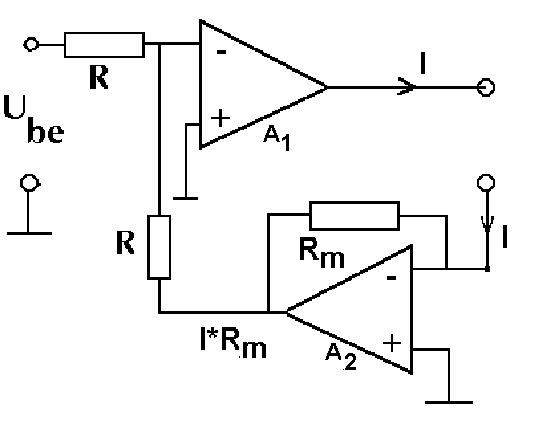 I
R
-
+
A1
Ube
R
Rm
I
-
+
I*Rm
A2